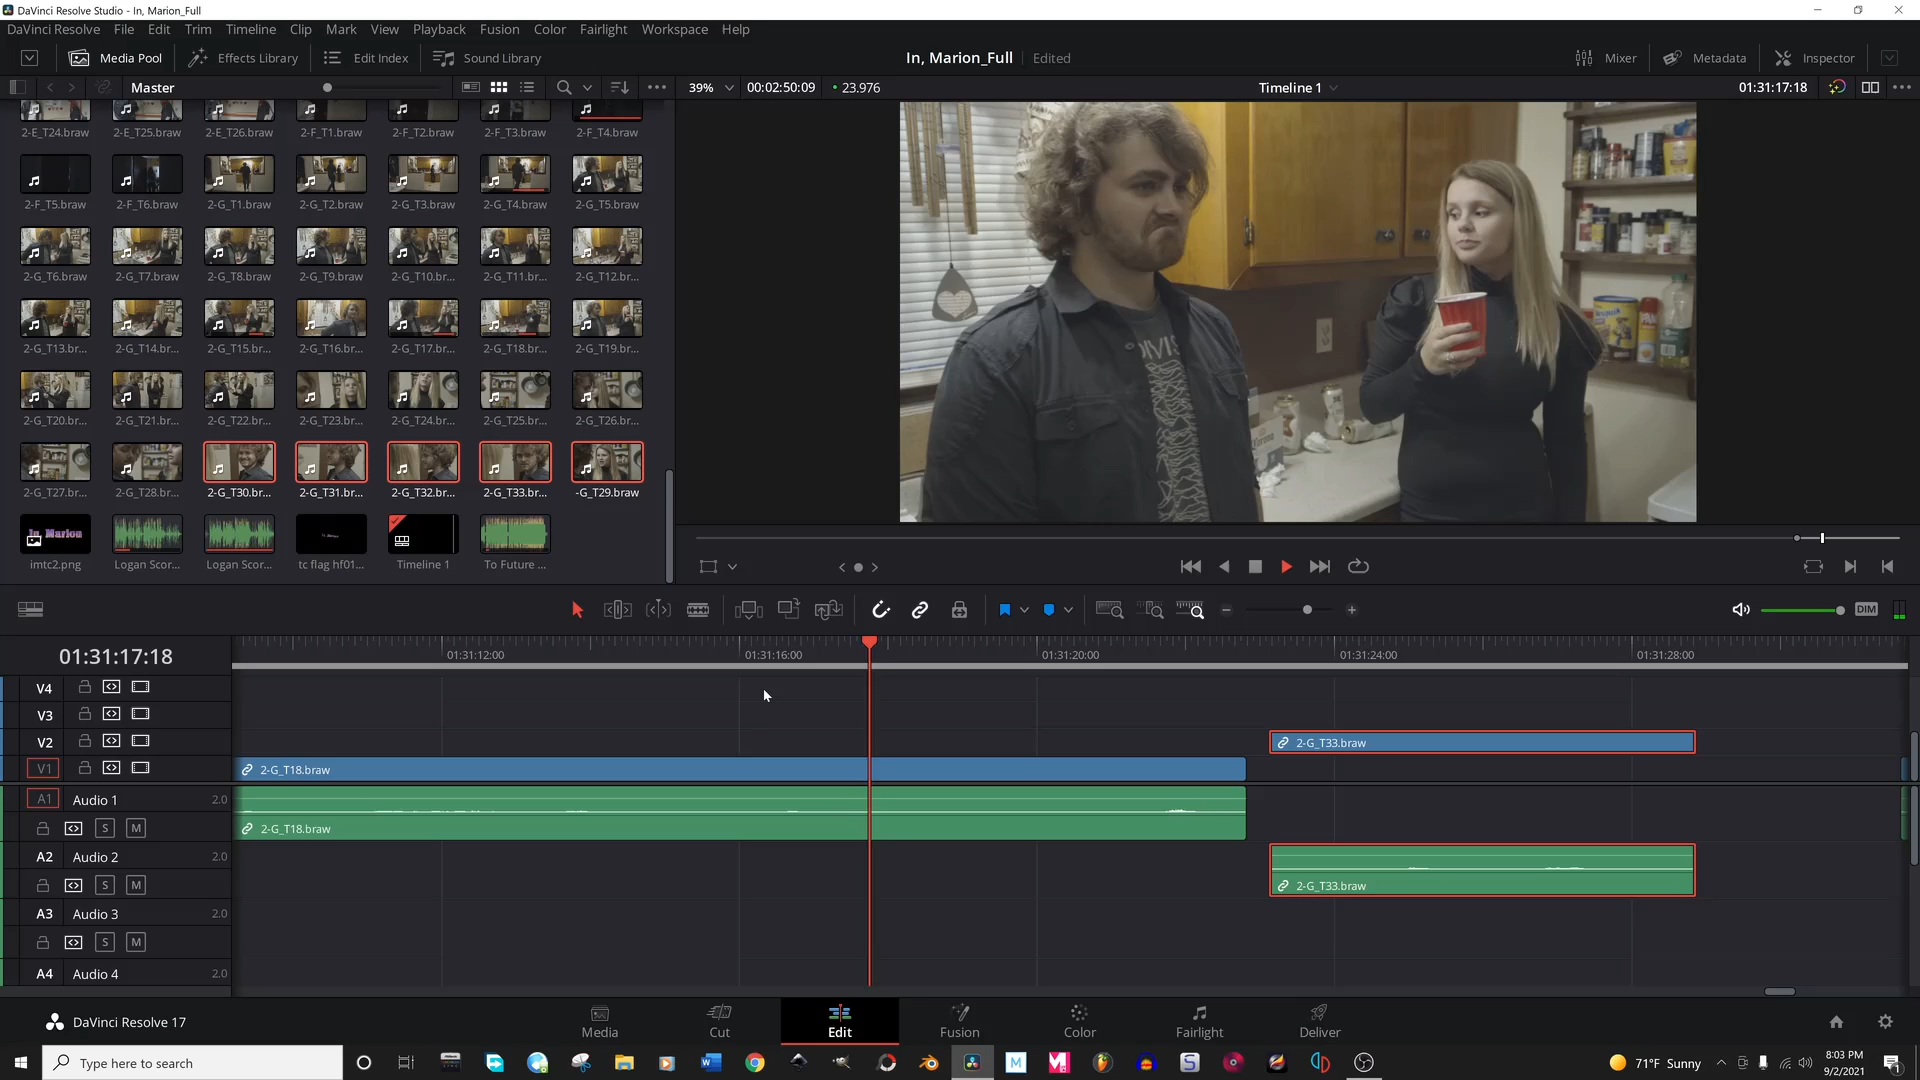 DaVinci Resolve Studio - In, Marion_Full
DaVinci Resolve File Edit Trim Timeline Clip Mark View Playback Fusion Color Fairlight Workspace Help
Media Pool Effects Library Edit Index Sound Library In, Marion_Full Edited Mixer Metadata Inspector
Master 39% 00:02:50:09 23.976 Timeline 1 01:31:17:18
2-E_T24.braw 2-E_T25.braw 2-E_T26.braw 2-F_T1.braw 2-F_T2.braw 2-F_T3.braw 2-F_T4.braw
2-F_T5.braw 2-F_T6.braw 2-G_T1.braw 2-G_T2.braw 2-G_T3.braw 2-G_T4.braw 2-G_T5.braw
2-G_T6.braw 2-G_T7.braw 2-G_T8.braw 2-G_T9.braw 2-G_T10.br... 2-G_T11.br... 2-G_T12.br...
2-G_T13.br... 2-G_T14.br... 2-G_T15.br... 2-G_T16.br... 2-G_T17.br... 2-G_T18.br... 2-G_T19.br...
2-G_T20.br... 2-G_T21.br... 2-G_T22.br... 2-G_T23.br... 2-G_T24.br... 2-G_T25.br... 2-G_T26.br...
2-G_T27.br... 2-G_T28.br... 2-G_T30.br... 2-G_T31.br... 2-G_T32.br... 2-G_T33.br... -G_T29.braw
In, Marion
imtc2.png Logan Scor... Logan Scor... tc flag hf01... Timeline 1 To Future ...
DIM
01:31:17:18 01:31:12:00 01:31:16:00 01:31:20:00 01:31:24:00 01:31:28:00
V4
V3
V2 2-G_T33.braw
V1 2-G_T18.braw
A1 Audio 1 2.0
S M 2-G_T18.braw
A2 Audio 2 2.0
S M 2-G_T33.braw
A3 Audio 3 2.0
S M
A4 Audio 4 2.0
DaVinci Resolve 17 Media Cut Edit Fusion Color Fairlight Deliver
Type here to search 71°F Sunny 8:03 PM
9/2/2021